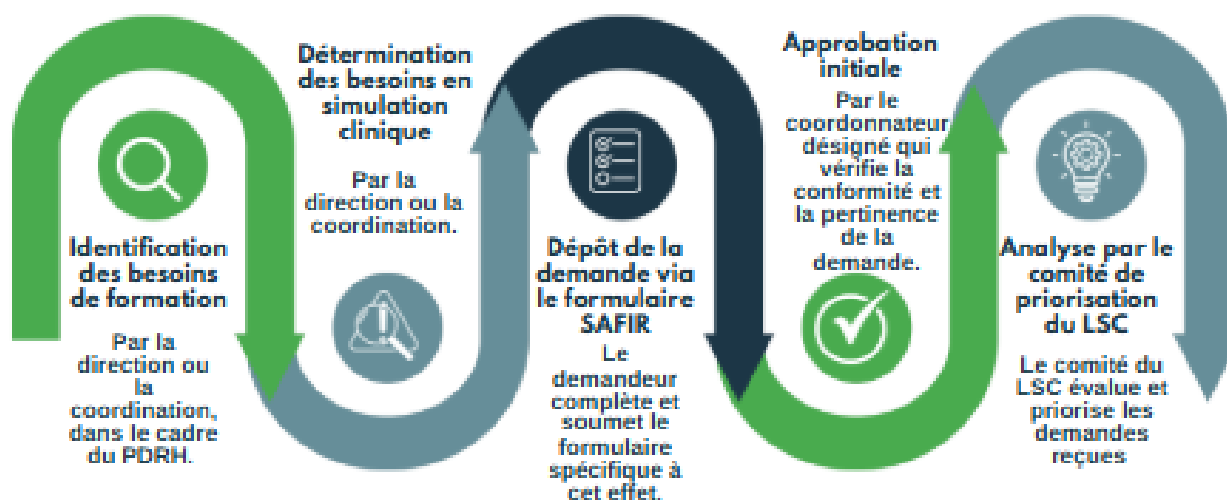 Identification
des besoins
de formation
Par la
direction ou
la
coordination,
dans le cadre
du PDRH.
Détermination
des besoins en
simulation
clinique
Par la
direction ou la
coordination.
Dépôt de la
demande via
le formulaire
SAFIR
Le
demandeur
complète et
soumet le
formulaire
spécifique à
cet effet.
Approbation
initiale
Par le
coordonnateur
désigné qui
vérifie la
conformité et
la pertinence
de la
demande.
Analyse par le
comité de
priorisation
du LSC
Le comité du
LSC évalue et
priorise les
demandes
reçues